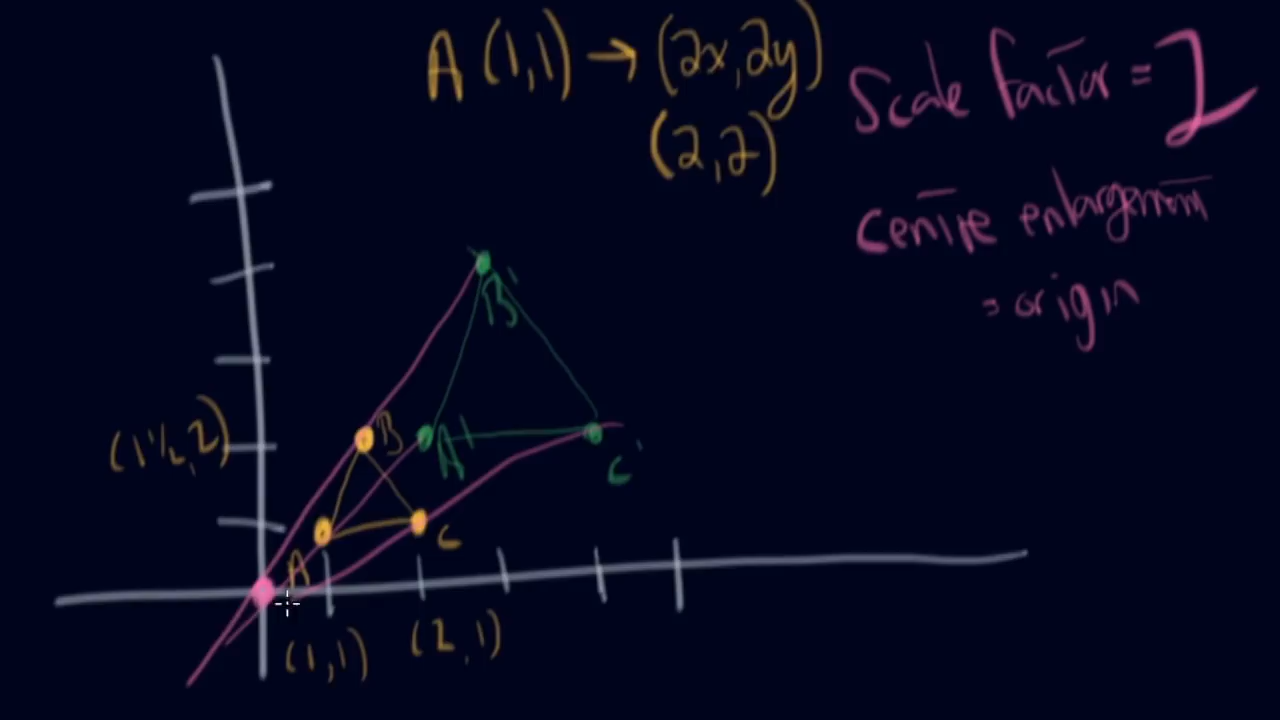 A (1,1) → (2x, 2y)
(2, 2)
Scale factor = 2
Centre enlargement
= origin
B'
(1½, 2)
B
A'
C'
A
C
(1,1)
(2,1)